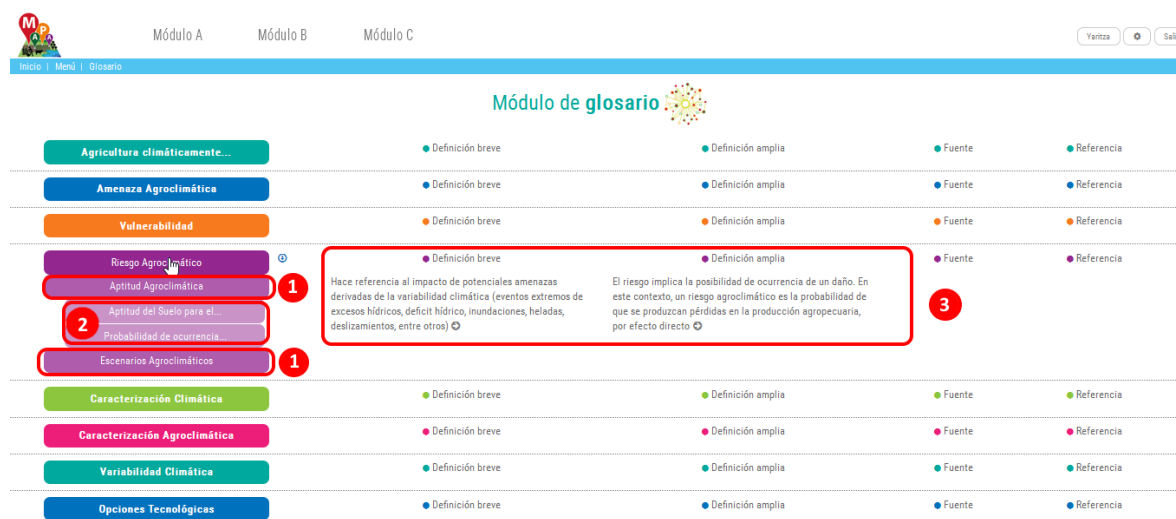 M A P A
Módulo A Módulo B Módulo C
Yaritza
Inicio | Menú | Glosario
Módulo de glosario
Agricultura climáticamente... Definición breve Definición amplia Fuente Referencia
Amenaza Agroclimática Definición breve Definición amplia Fuente Referencia
Vulnerabilidad Definición breve Definición amplia Fuente Referencia
Riesgo Agroclimático Definición breve Definición amplia Fuente Referencia
Aptitud Agroclimática 1
Aptitud del Suelo para el...
2
Probabilidad de ocurrencia...
Escenarios Agroclimáticos 1
Hace referencia al impacto de potenciales amenazas
derivadas de la variabilidad climática (eventos extremos de
excesos hídricos, deficit hídrico, inundaciones, heladas,
deslizamientos, entre otros)
El riesgo implica la posibilidad de ocurrencia de un daño. En
este contexto, un riesgo agroclimático es la probabilidad de
que se produzcan pérdidas en la producción agropecuaria,
por efecto directo
3
Caracterización Climática Definición breve Definición amplia Fuente Referencia
Caracterización Agroclimática Definición breve Definición amplia Fuente Referencia
Variabilidad Climática Definición breve Definición amplia Fuente Referencia
Opciones Tecnológicas Definición breve Definición amplia Fuente Referencia